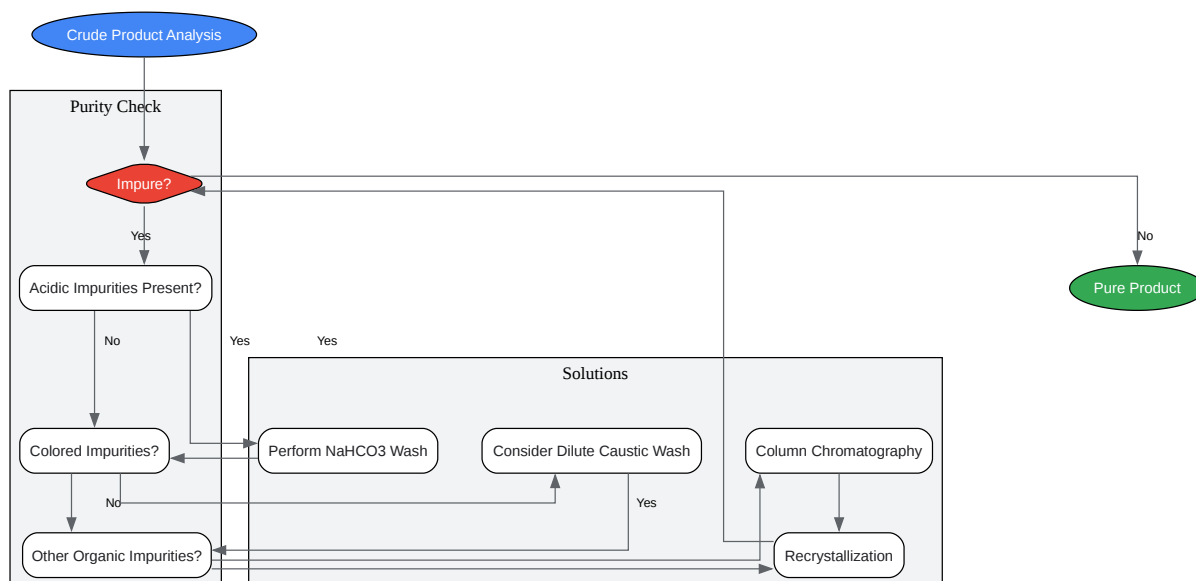 Crude Product Analysis
Purity Check
Impure?
Yes
No
Acidic Impurities Present?
Pure Product
No
Yes
Yes
Solutions
Colored Impurities?
Perform NaHCO3 Wash
Consider Dilute Caustic Wash
Column Chromatography
No
Yes
Other Organic Impurities?
Recrystallization